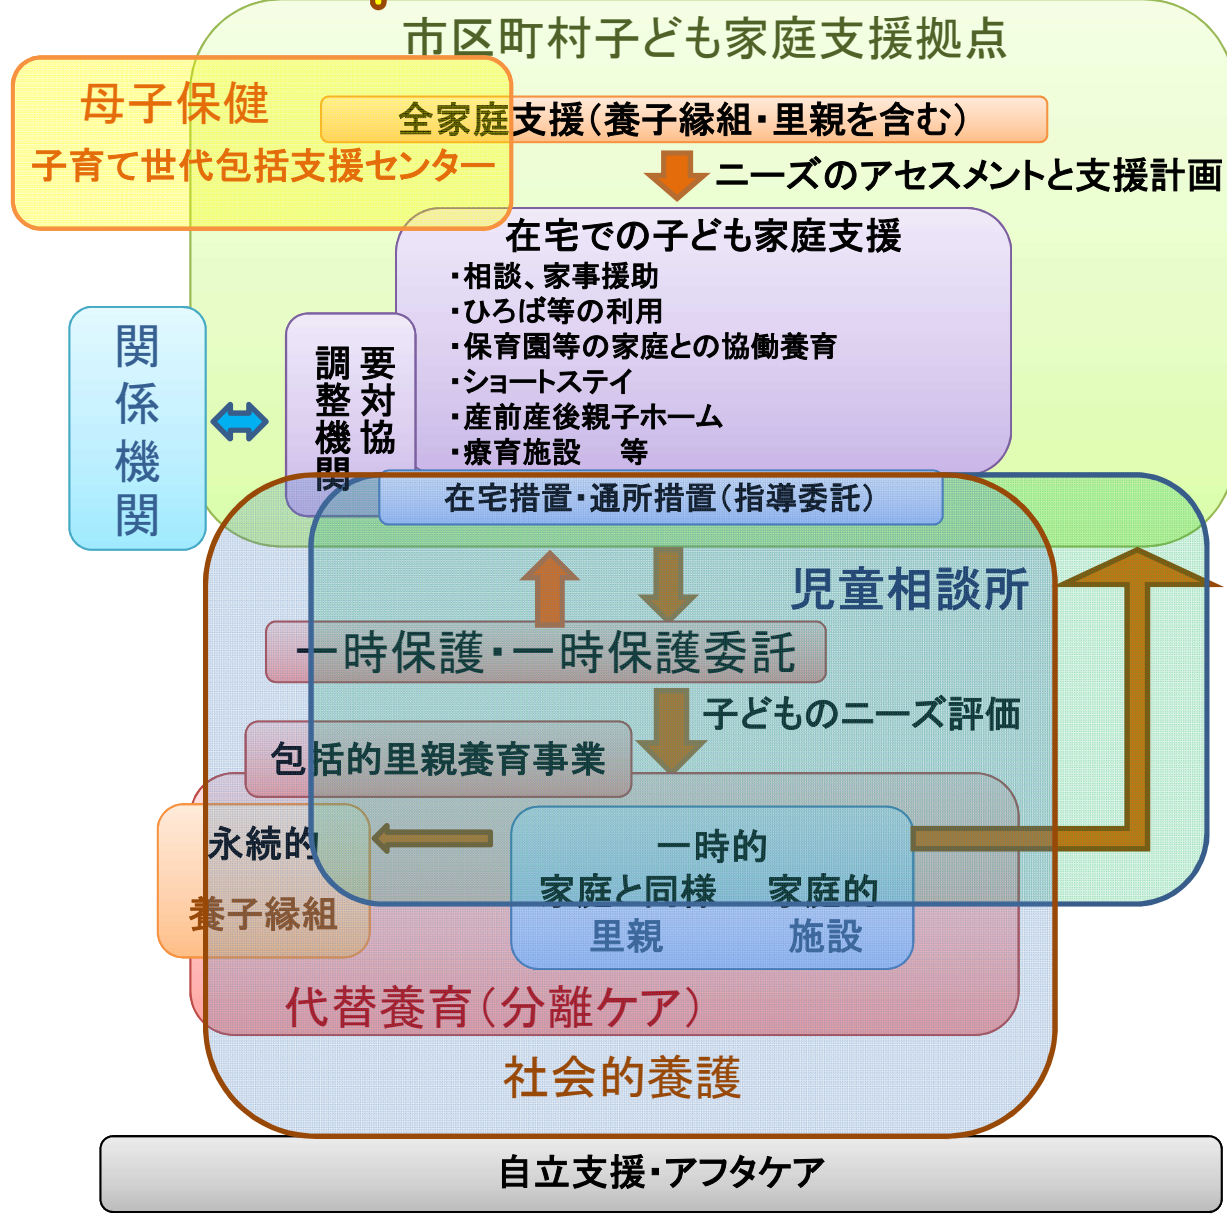 市区町村子ども家庭支援拠点
母子保健
子育て世代包括支援センター
全家庭支援（養子縁組・里親を含む）
ニーズのアセスメントと支援計画
在宅での子ども家庭支援
・相談、家事援助
・ひろば等の利用
・保育園等の家庭との協働養育
・ショートステイ
・産前産後親子ホーム
・療育施設　等
関係機関
要対協
調整機関
在宅措置・通所措置（指導委託）
児童相談所
一時保護・一時保護委託
子どものニーズ評価
包括的里親養育事業
永続的
養子縁組
一時的
家庭と同様　家庭的
里親　施設
代替養育（分離ケア）
社会的養護
自立支援・アフタケア